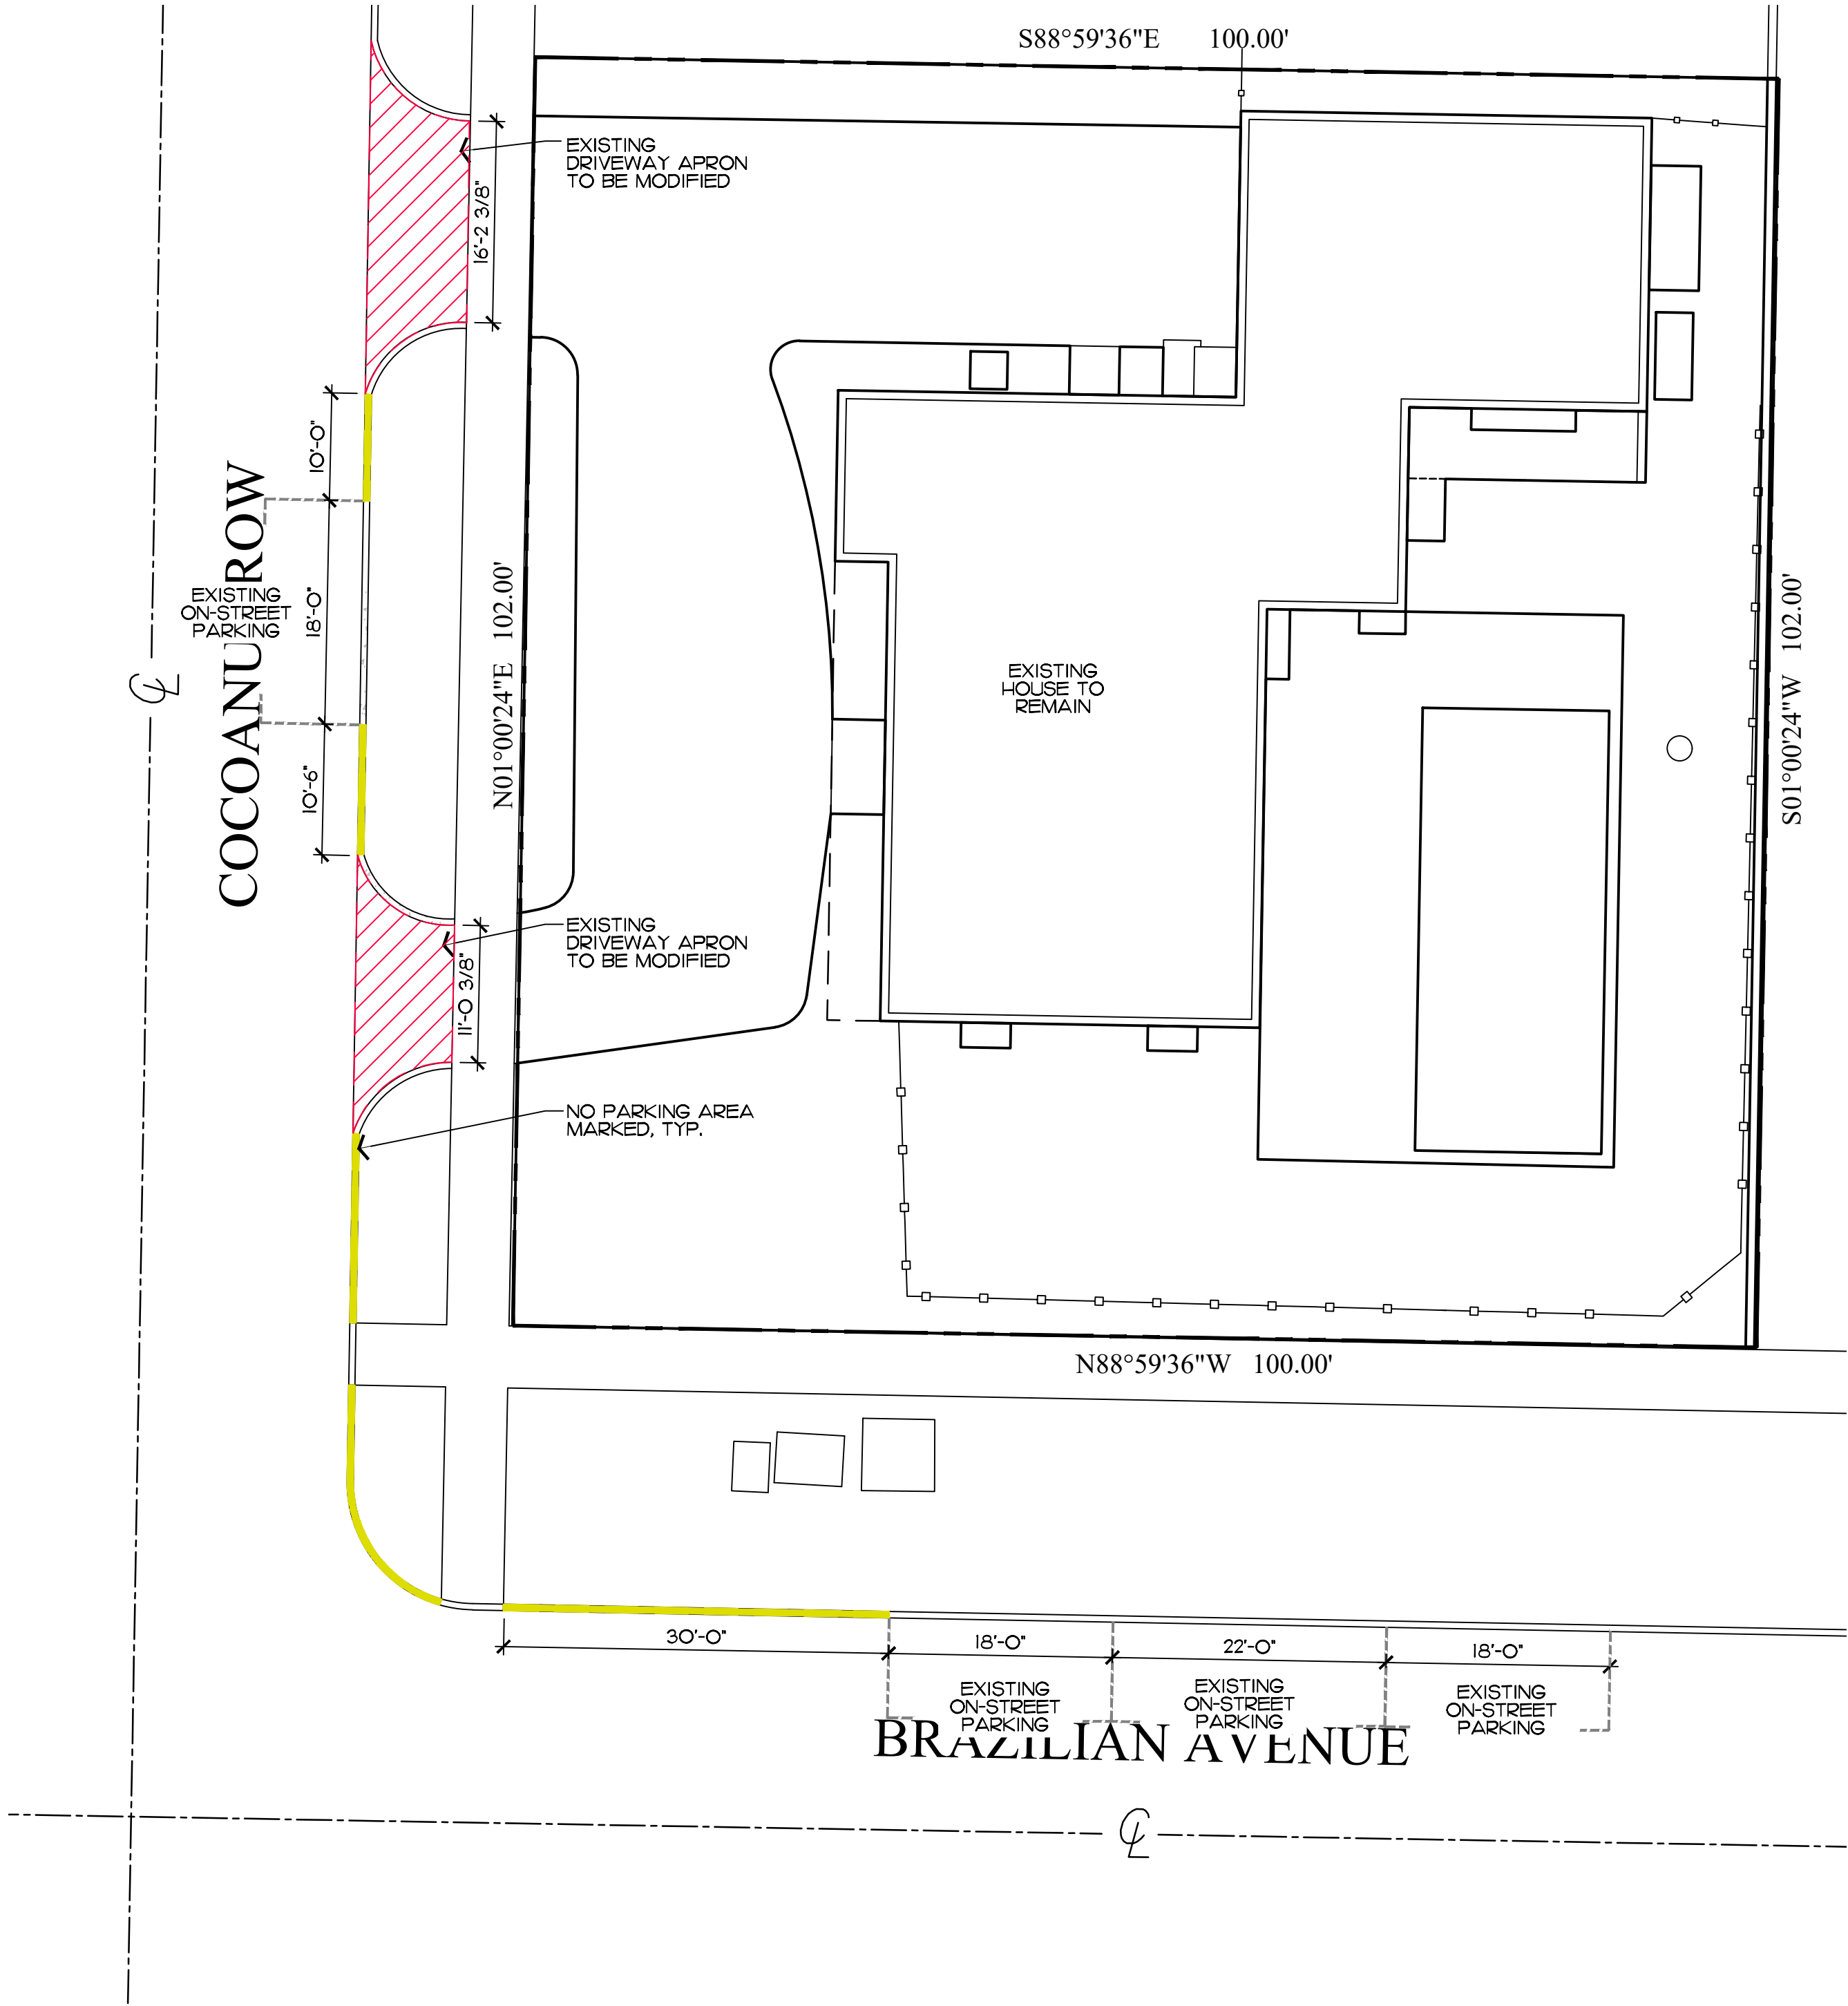 S88°59'36"E 100.00'
EXISTING
DRIVEWAY APRON
TO BE MODIFIED
16'-2 3/8"
10'-0"
COCOANU ROW
EXISTING
ON-STREET
PARKING
18'-0"
N01°00'24"E 102.00'
EXISTING
HOUSE TO
REMAIN
S01°00'24"W 102.00'
CL
10'-6"
EXISTING
DRIVEWAY APRON
TO BE MODIFIED
11'-0 3/8"
NO PARKING AREA
MARKED, TYP.
N88°59'36"W 100.00'
30'-0"
18'-0"
22'-0"
18'-0"
EXISTING
ON-STREET
PARKING
EXISTING
ON-STREET
PARKING
EXISTING
ON-STREET
PARKING
BRAZILIAN AVENUE
CL